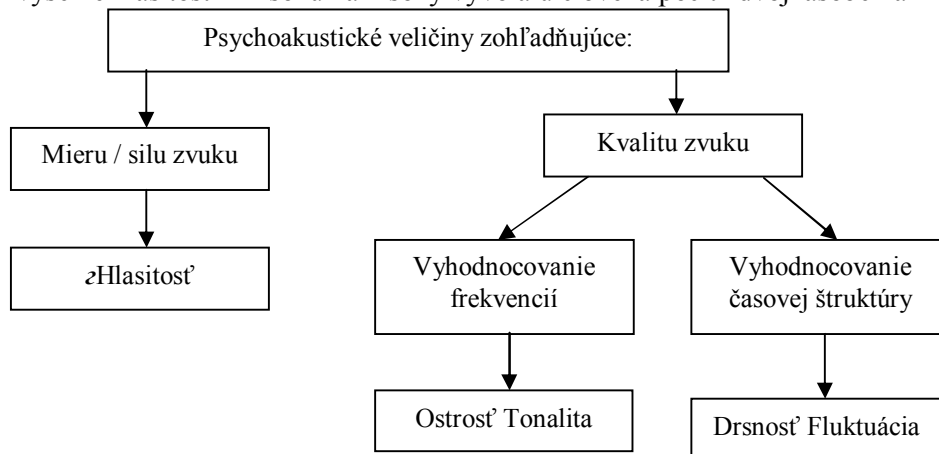 Psychoakustické veličiny zohľadňujúce:
Mieru / silu zvuku
Kvalitu zvuku
Hlasitosť
Vyhodnocovanie
frekvencií
Vyhodnocovanie
časovej štruktúry
Ostrosť Tonalita
Drsnosť Fluktuácia